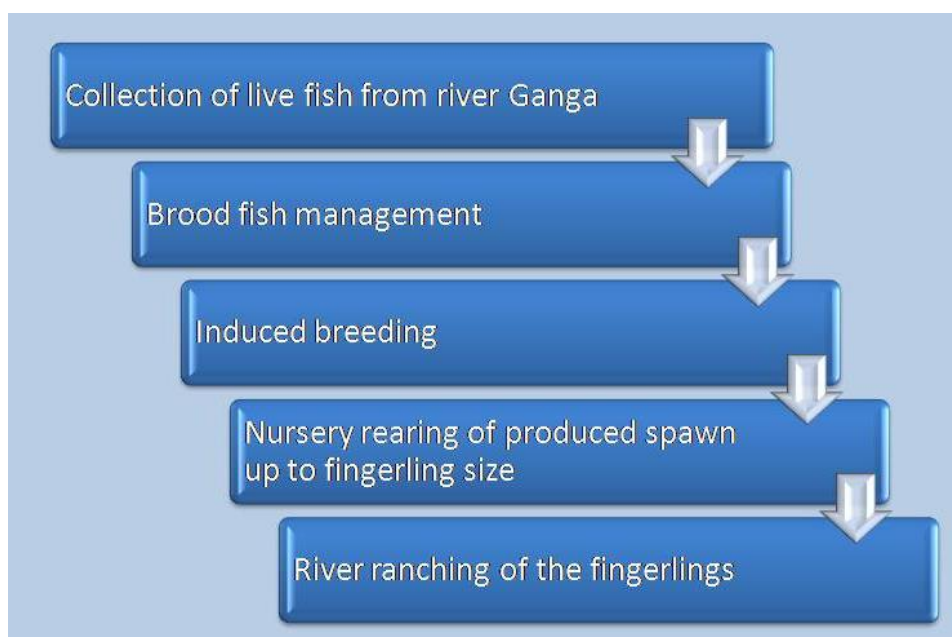 Collection of live fish from river Ganga
Brood fish management
Induced breeding
Nursery rearing of produced spawn
up to fingerling size
River ranching of the fingerlings